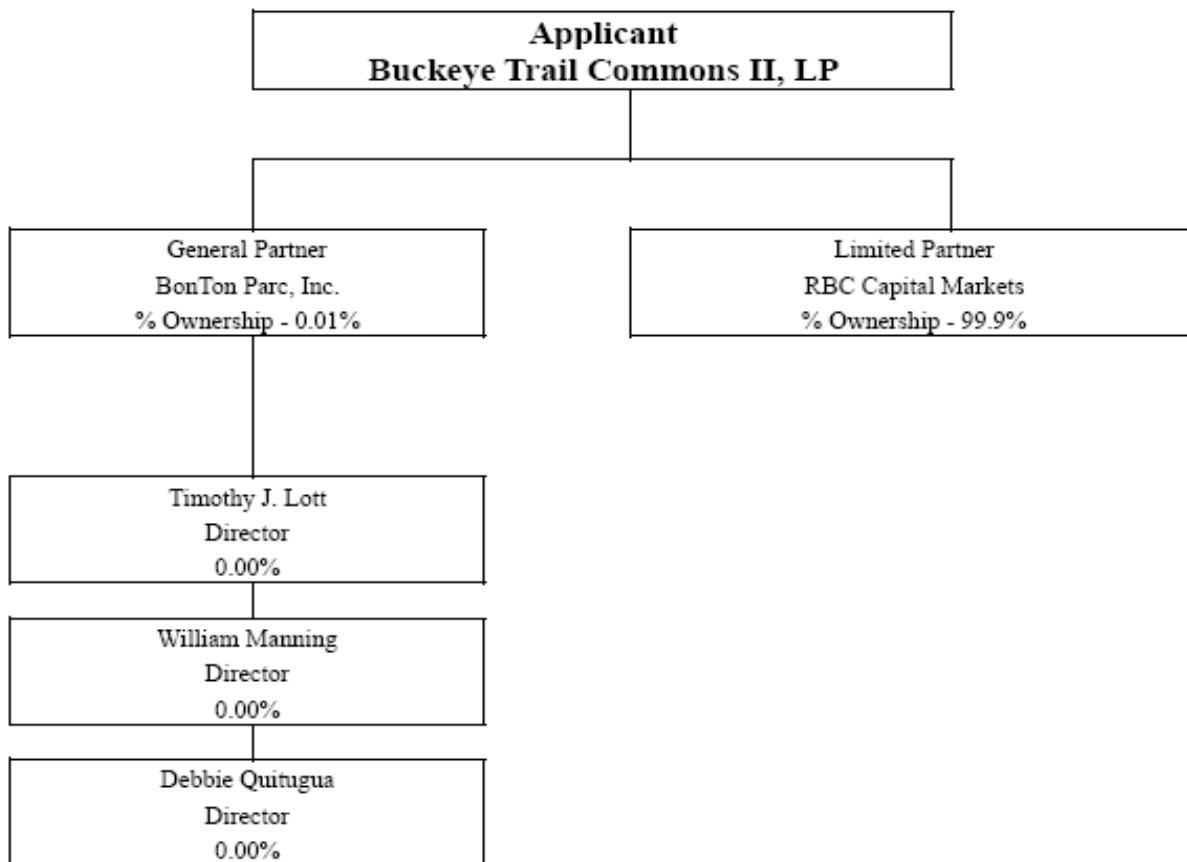 Applicant
Buckeye Trail Commons II, LP
General Partner
BonTon Parc, Inc.
% Ownership - 0.01%
Limited Partner
RBC Capital Markets
% Ownership - 99.9%
Timothy J. Lott
Director
0.00%
William Manning
Director
0.00%
Debbie Quitugua
Director
0.00%